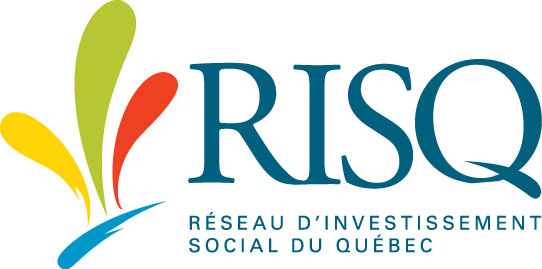 RISQ
RÉSEAU D'INVESTISSEMENT
SOCIAL DU QUÉBEC